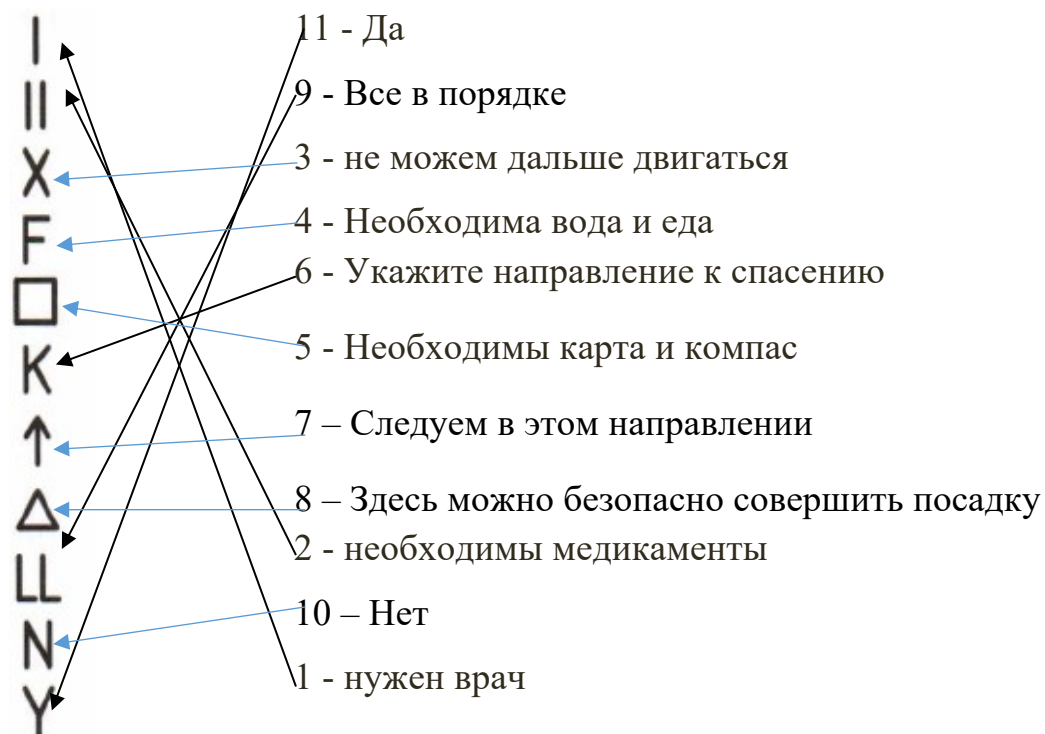 I
11 - Да
II
9 - Все в порядке
X
3 - не можем дальше двигаться
F
4 - Необходима вода и еда
□
6 - Укажите направление к спасению
K
5 - Необходимы карта и компас
↑
7 – Следуем в этом направлении
△
8 – Здесь можно безопасно совершить посадку
LL
2 - необходимы медикаменты
N
10 – Нет
Y
1 - нужен врач